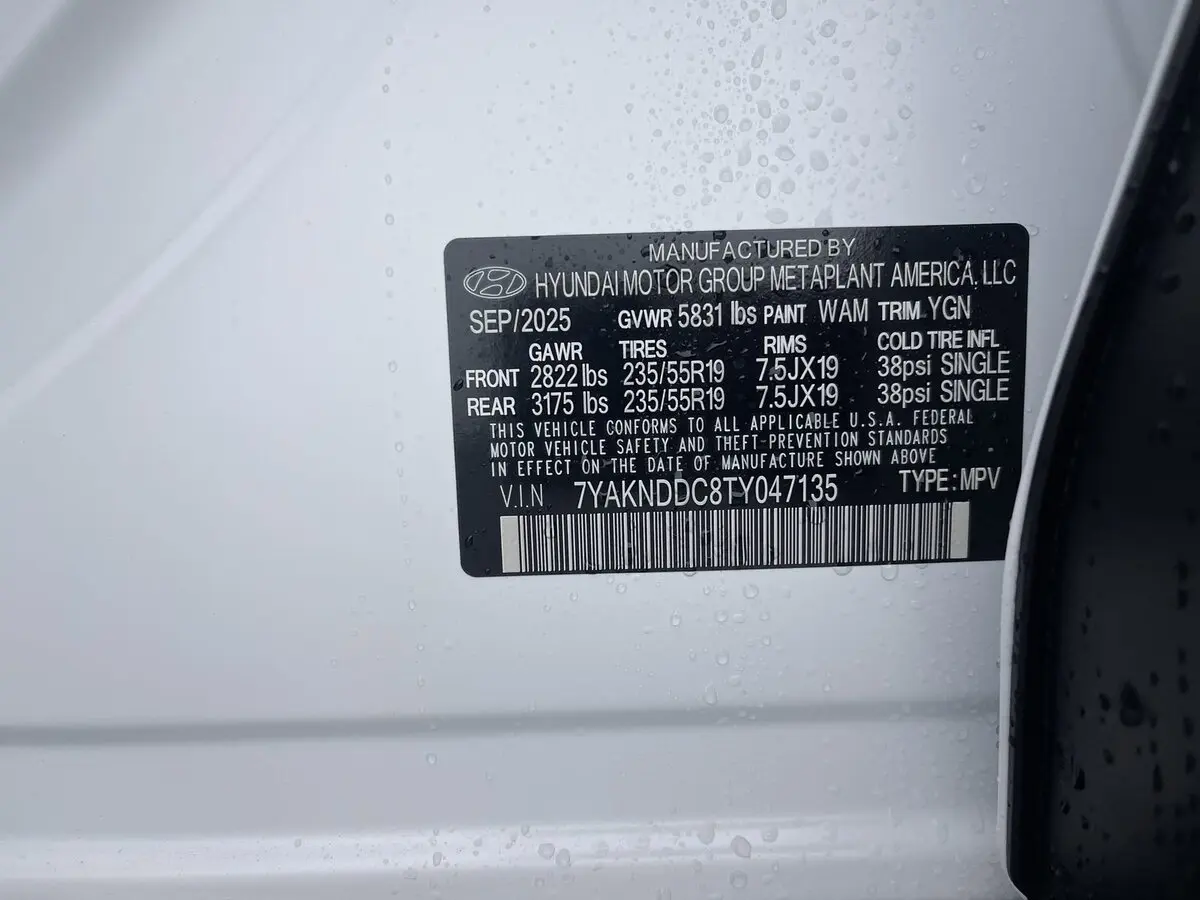 MANUFACTURED BY
HYUNDAI MOTOR GROUP METAPLANT AMERICA, LLC
SEP/2025 GVWR 5831 lbs PAINT WAM TRIM YGN
GAWR TIRES RIMS COLD TIRE INFL
FRONT 2822 lbs 235/55R19 7.5JX19 38psi SINGLE
REAR 3175 lbs 235/55R19 7.5JX19 38psi SINGLE
THIS VEHICLE CONFORMS TO ALL APPLICABLE U.S.A. FEDERAL
MOTOR VEHICLE SAFETY AND THEFT-PREVENTION STANDARDS
IN EFFECT ON THE DATE OF MANUFACTURE SHOWN ABOVE
V.I.N 7YAKNDDC8TY047135 TYPE:MPV